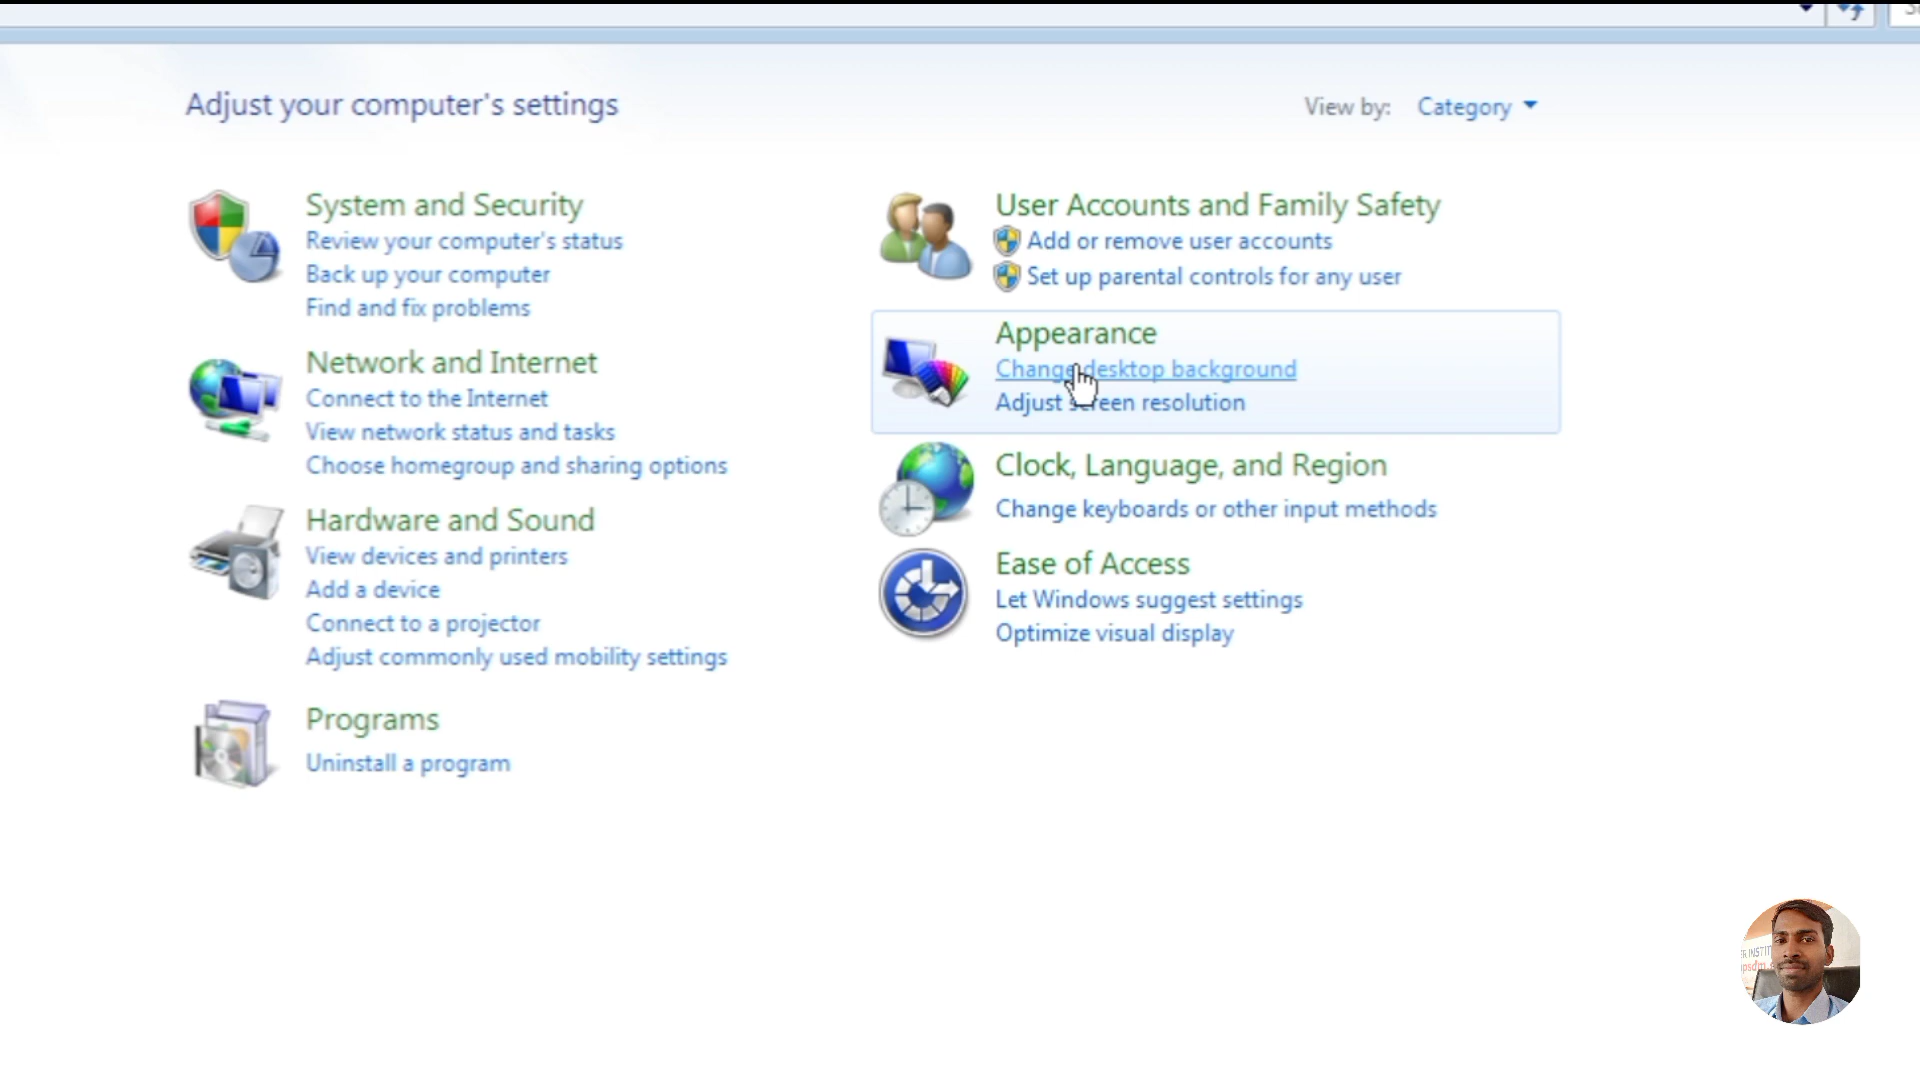 Adjust your computer's settings
View by: Category
System and Security
Review your computer's status
Back up your computer
Find and fix problems
Network and Internet
Connect to the Internet
View network status and tasks
Choose homegroup and sharing options
Hardware and Sound
View devices and printers
Add a device
Connect to a projector
Adjust commonly used mobility settings
Programs
Uninstall a program
User Accounts and Family Safety
Add or remove user accounts
Set up parental controls for any user
Appearance
Change desktop background
Adjust screen resolution
Clock, Language, and Region
Change keyboards or other input methods
Ease of Access
Let Windows suggest settings
Optimize visual display